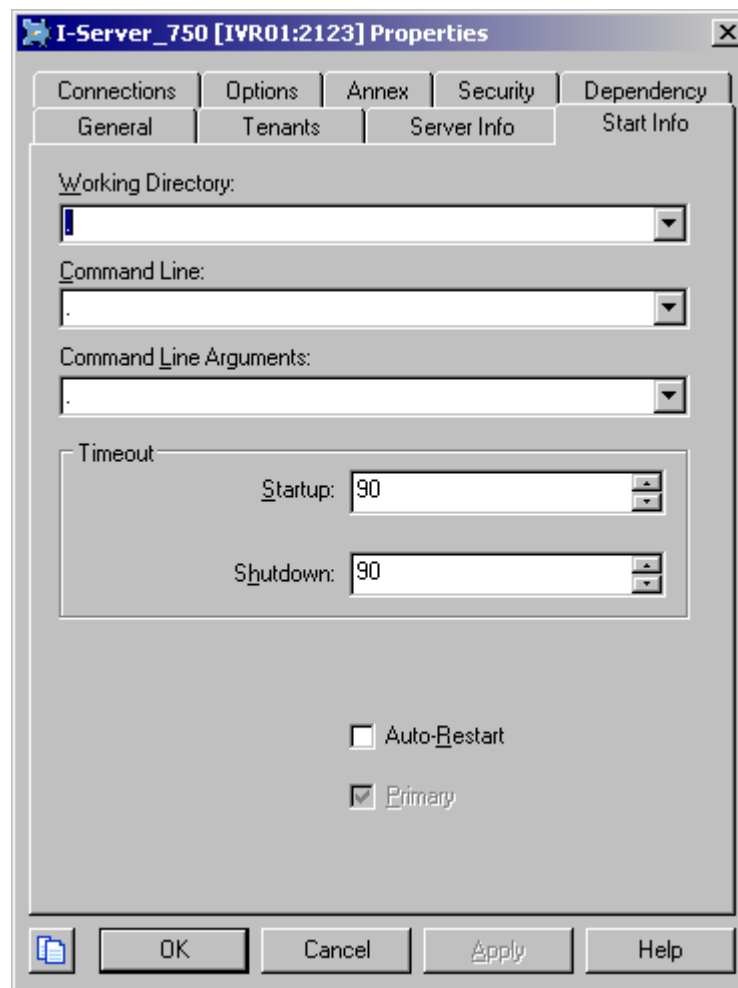 I-Server_750 [IVR01:2123] Properties
Connections Options Annex Security Dependency
General Tenants Server Info Start Info
Working Directory:
.
Command Line:
.
Command Line Arguments:
.
Timeout
Startup: 90
Shutdown: 90
Auto-Restart
Primary
OK Cancel Apply Help